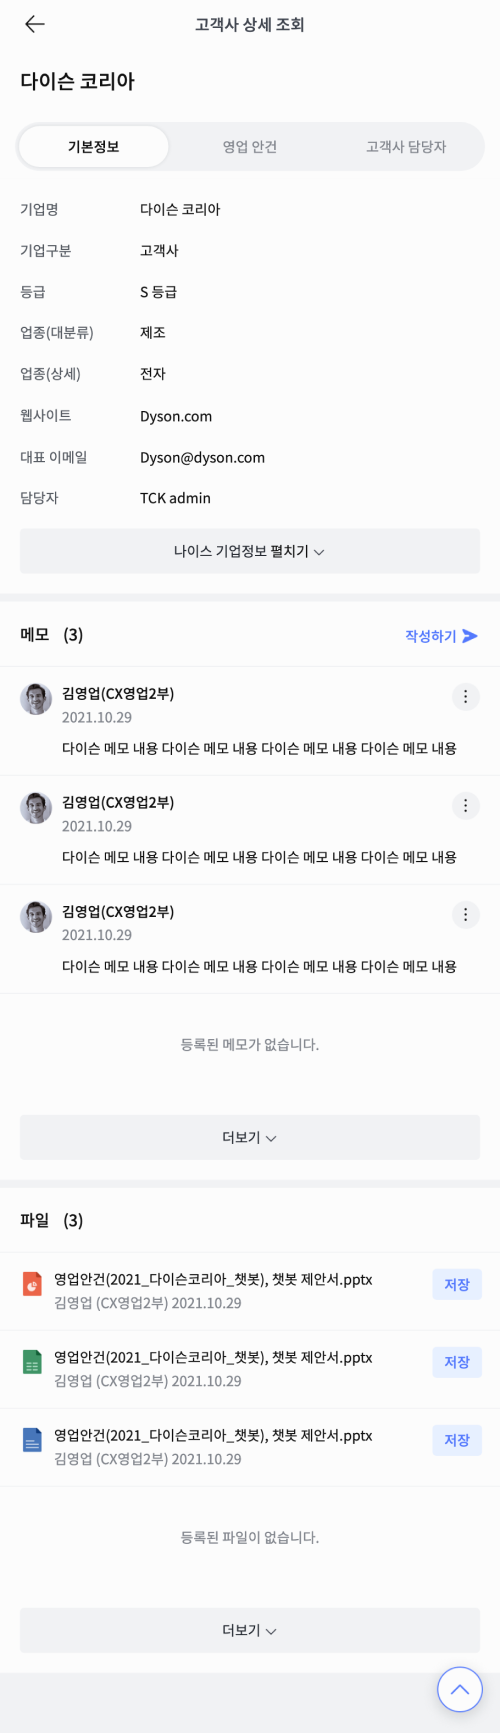 고객사 상세 조회
다이슨 코리아
기본정보 영업 안건 고객사 담당자
기업명 다이슨 코리아
기업구분 고객사
등급 S 등급
업종(대분류) 제조
업종(상세) 전자
웹사이트 Dyson.com
대표 이메일 Dyson@dyson.com
담당자 TCK admin
나이스 기업정보 펼치기
메모 (3) 작성하기
김영업(CX영업2부)
2021.10.29
다이슨 메모 내용 다이슨 메모 내용 다이슨 메모 내용 다이슨 메모 내용
김영업(CX영업2부)
2021.10.29
다이슨 메모 내용 다이슨 메모 내용 다이슨 메모 내용 다이슨 메모 내용
김영업(CX영업2부)
2021.10.29
다이슨 메모 내용 다이슨 메모 내용 다이슨 메모 내용 다이슨 메모 내용
등록된 메모가 없습니다.
더보기
파일 (3)
영업안건(2021_다이슨코리아_챗봇), 챗봇 제안서.pptx 저장
김영업 (CX영업2부) 2021.10.29
영업안건(2021_다이슨코리아_챗봇), 챗봇 제안서.pptx 저장
김영업 (CX영업2부) 2021.10.29
영업안건(2021_다이슨코리아_챗봇), 챗봇 제안서.pptx 저장
김영업 (CX영업2부) 2021.10.29
등록된 파일이 없습니다.
더보기